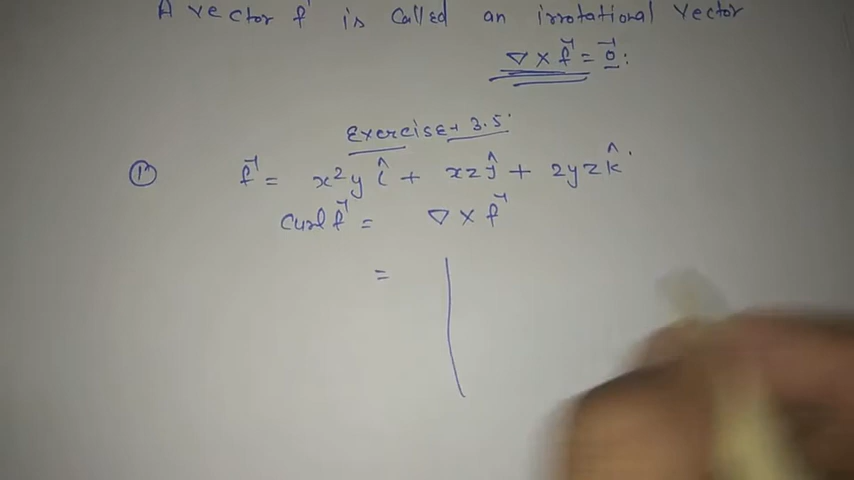 A vector f⃗ is called an irrotational vector
∇ × f⃗ = 0⃗ :
Exercise → 3.5
① f⃗ = x²y î + xz ĵ + 2yz k̂
Curl f⃗ = ∇ × f⃗
= |